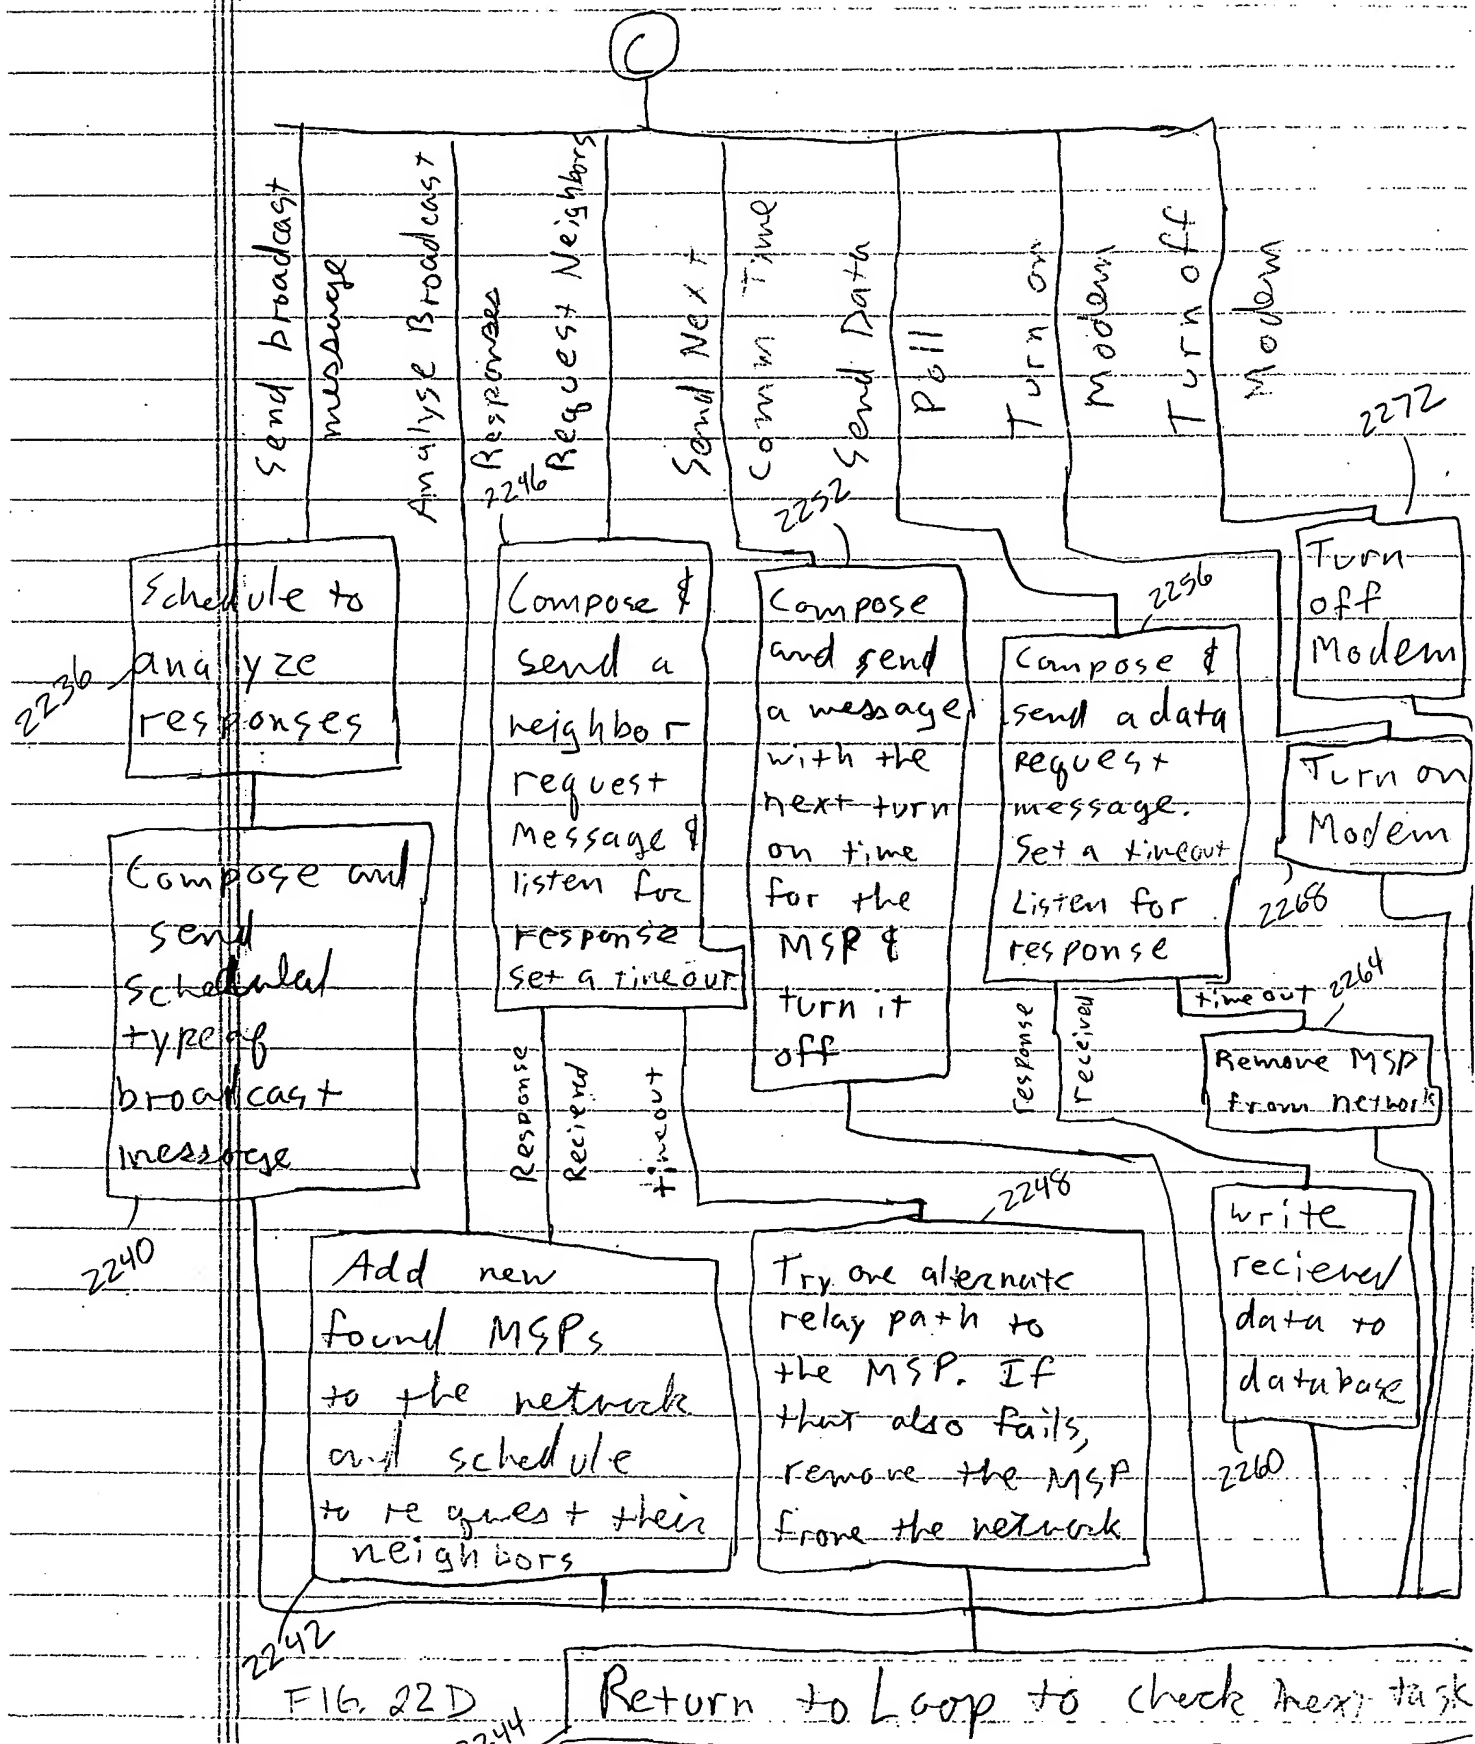 C
Send broadcast
message
Analyse Broadcast
Responses
Request Neighbors
Send Next
Comm Time
Send Data
Poll
Turn on
Modem
Turn off
Modem
2272
2246
2252
2256
Schedule to
analyze
responses
2236
Compose and
send
scheduled
type of
broadcast
message
2240
Compose &
send a
neighbor
request
Message &
listen for
response
set a timeout
Compose
and send
a message
with the
next turn
on time
for the
MSP &
turn it
off
Compose &
send a data
request
message.
Set a timeout
Listen for
response
Turn
off
Modem
Turn on
Modem
2268
Response
Recieved
timeout
response
received
timeout
2264
Remove MSP
from network
2248
Add new
found MSPs
to the network
and schedule
to request their
neighbors
2242
Try one alternate
relay path to
the MSP. If
that also fails,
remove the MSP
frome the network
write
recieved
data to
database
2260
FIG. 22D
2244
Return to Loop to check next task